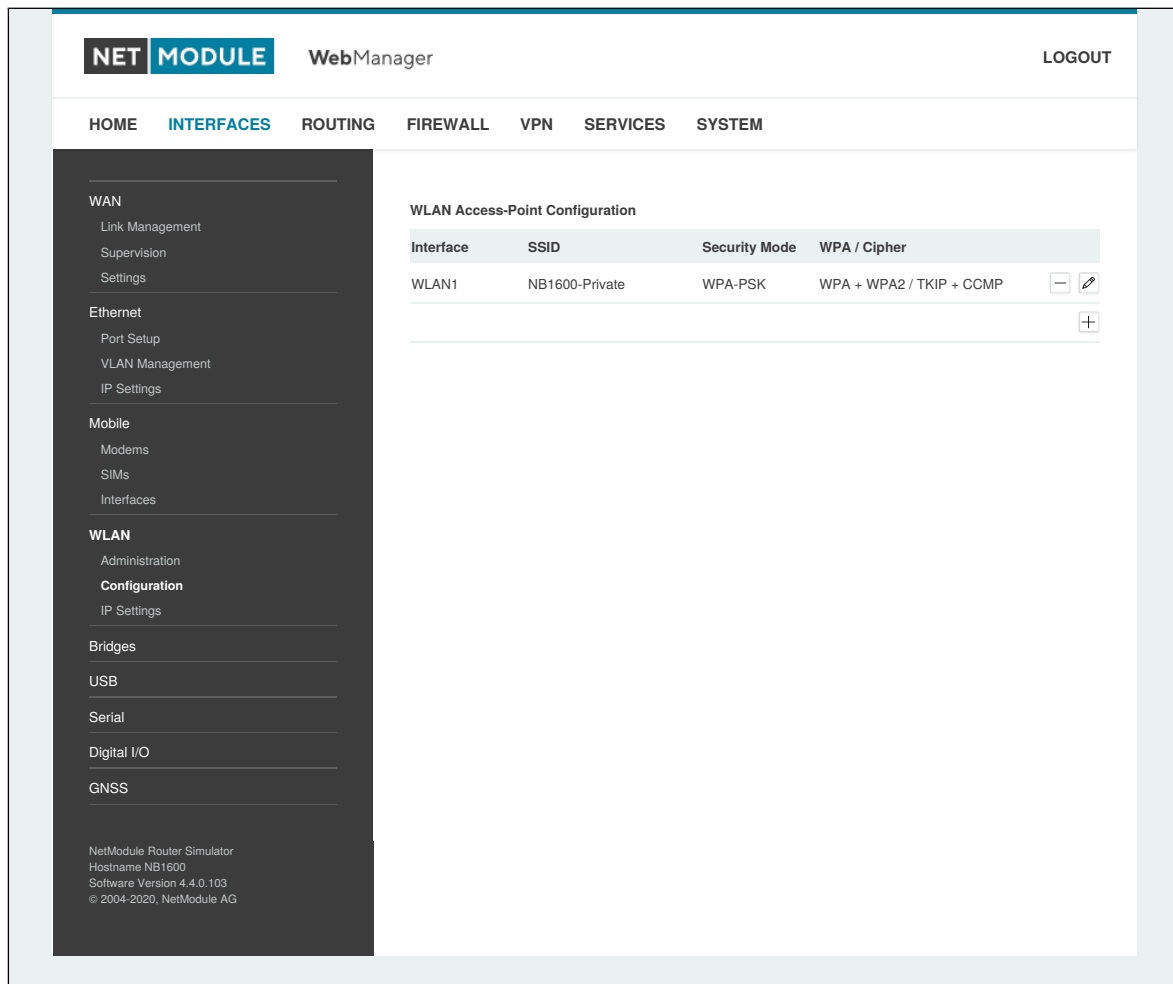 NET MODULE WebManager LOGOUT
HOME INTERFACES ROUTING FIREWALL VPN SERVICES SYSTEM
WAN
Link Management
Supervision
Settings
Ethernet
Port Setup
VLAN Management
IP Settings
Mobile
Modems
SIMs
Interfaces
WLAN
Administration
Configuration
IP Settings
Bridges
USB
Serial
Digital I/O
GNSS
NetModule Router Simulator
Hostname NB1600
Software Version 4.4.0.103
© 2004-2020, NetModule AG
WLAN Access-Point Configuration
Interface SSID Security Mode WPA / Cipher
WLAN1 NB1600-Private WPA-PSK WPA + WPA2 / TKIP + CCMP